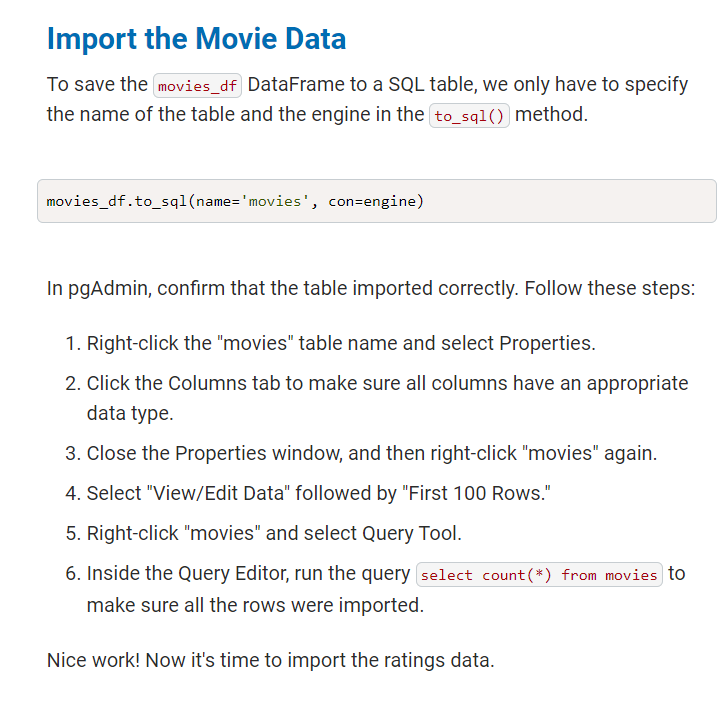 Import the Movie Data
To save the movies_df DataFrame to a SQL table, we only have to specify
the name of the table and the engine in the to_sql() method.
movies_df.to_sql(name='movies', con=engine)
In pgAdmin, confirm that the table imported correctly. Follow these steps:
1. Right-click the "movies" table name and select Properties.
2. Click the Columns tab to make sure all columns have an appropriate
data type.
3. Close the Properties window, and then right-click "movies" again.
4. Select "View/Edit Data" followed by "First 100 Rows."
5. Right-click "movies" and select Query Tool.
6. Inside the Query Editor, run the query select count(*) from movies to
make sure all the rows were imported.
Nice work! Now it's time to import the ratings data.